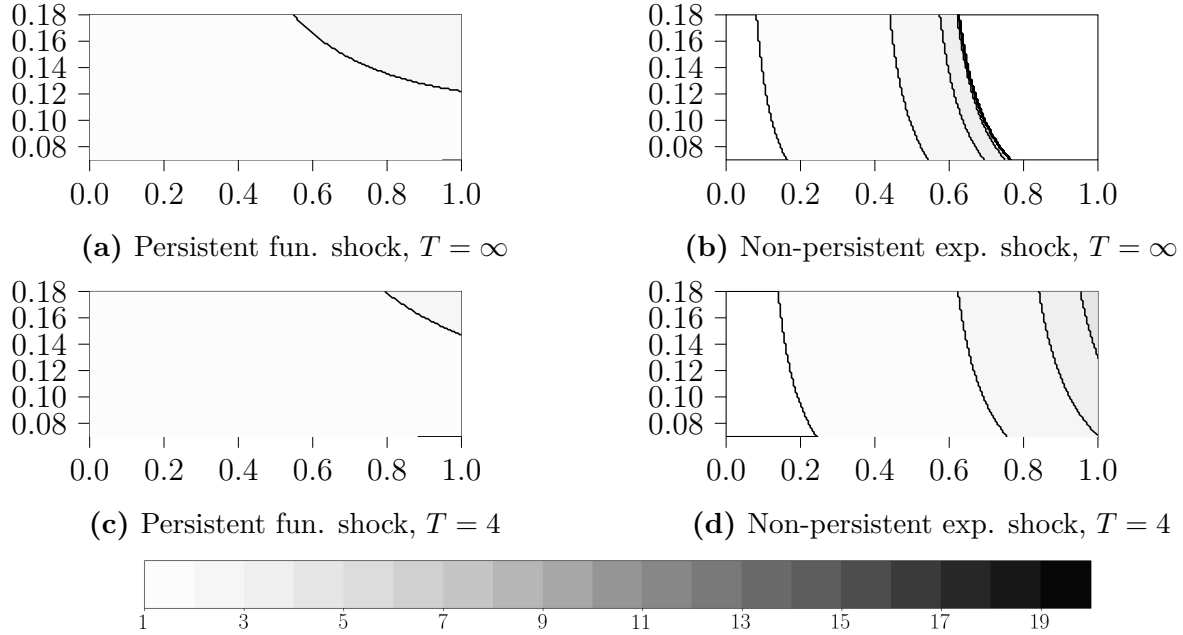 0.18
0.16
0.14
0.12
0.10
0.08
0.0 0.2 0.4 0.6 0.8 1.0
(a) Persistent fun. shock, T = ∞
0.18
0.16
0.14
0.12
0.10
0.08
0.0 0.2 0.4 0.6 0.8 1.0
(b) Non-persistent exp. shock, T = ∞
0.18
0.16
0.14
0.12
0.10
0.08
0.0 0.2 0.4 0.6 0.8 1.0
(c) Persistent fun. shock, T = 4
0.18
0.16
0.14
0.12
0.10
0.08
0.0 0.2 0.4 0.6 0.8 1.0
(d) Non-persistent exp. shock, T = 4
1 3 5 7 9 11 13 15 17 19